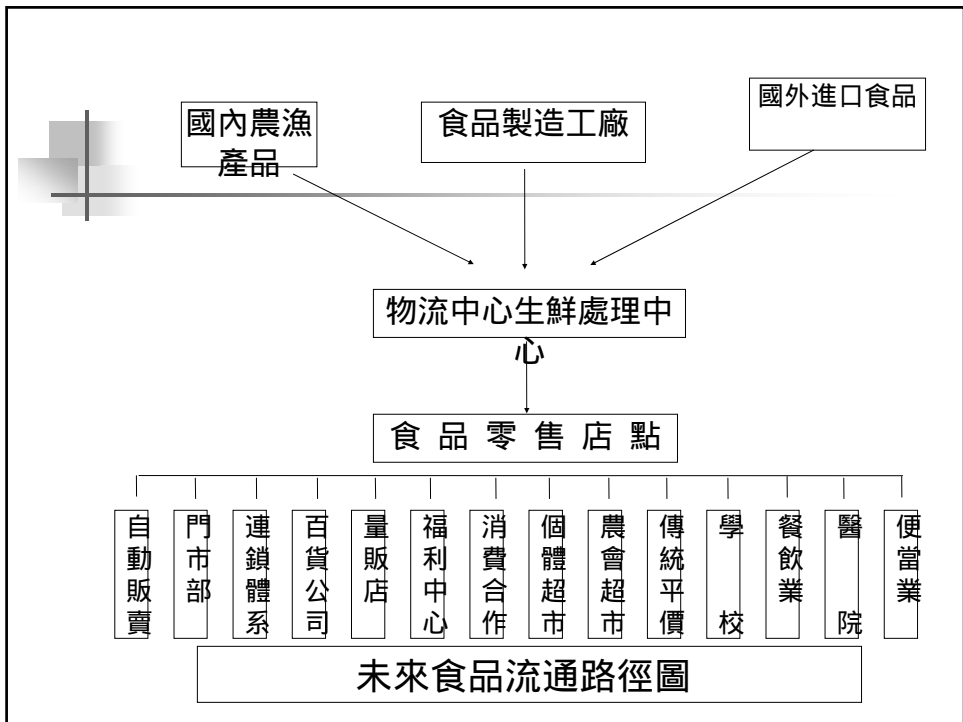 國內農漁
產品
食品製造工廠
國外進口食品
物流中心生鮮處理中
心
食品零售店點
自動販賣
門市部
連鎖體系
百貨公司
量販店
福利中心
消費合作
個體超市
農會超市
傳統平價
學校
餐飲業
醫院
便當業
未來食品流通路徑圖